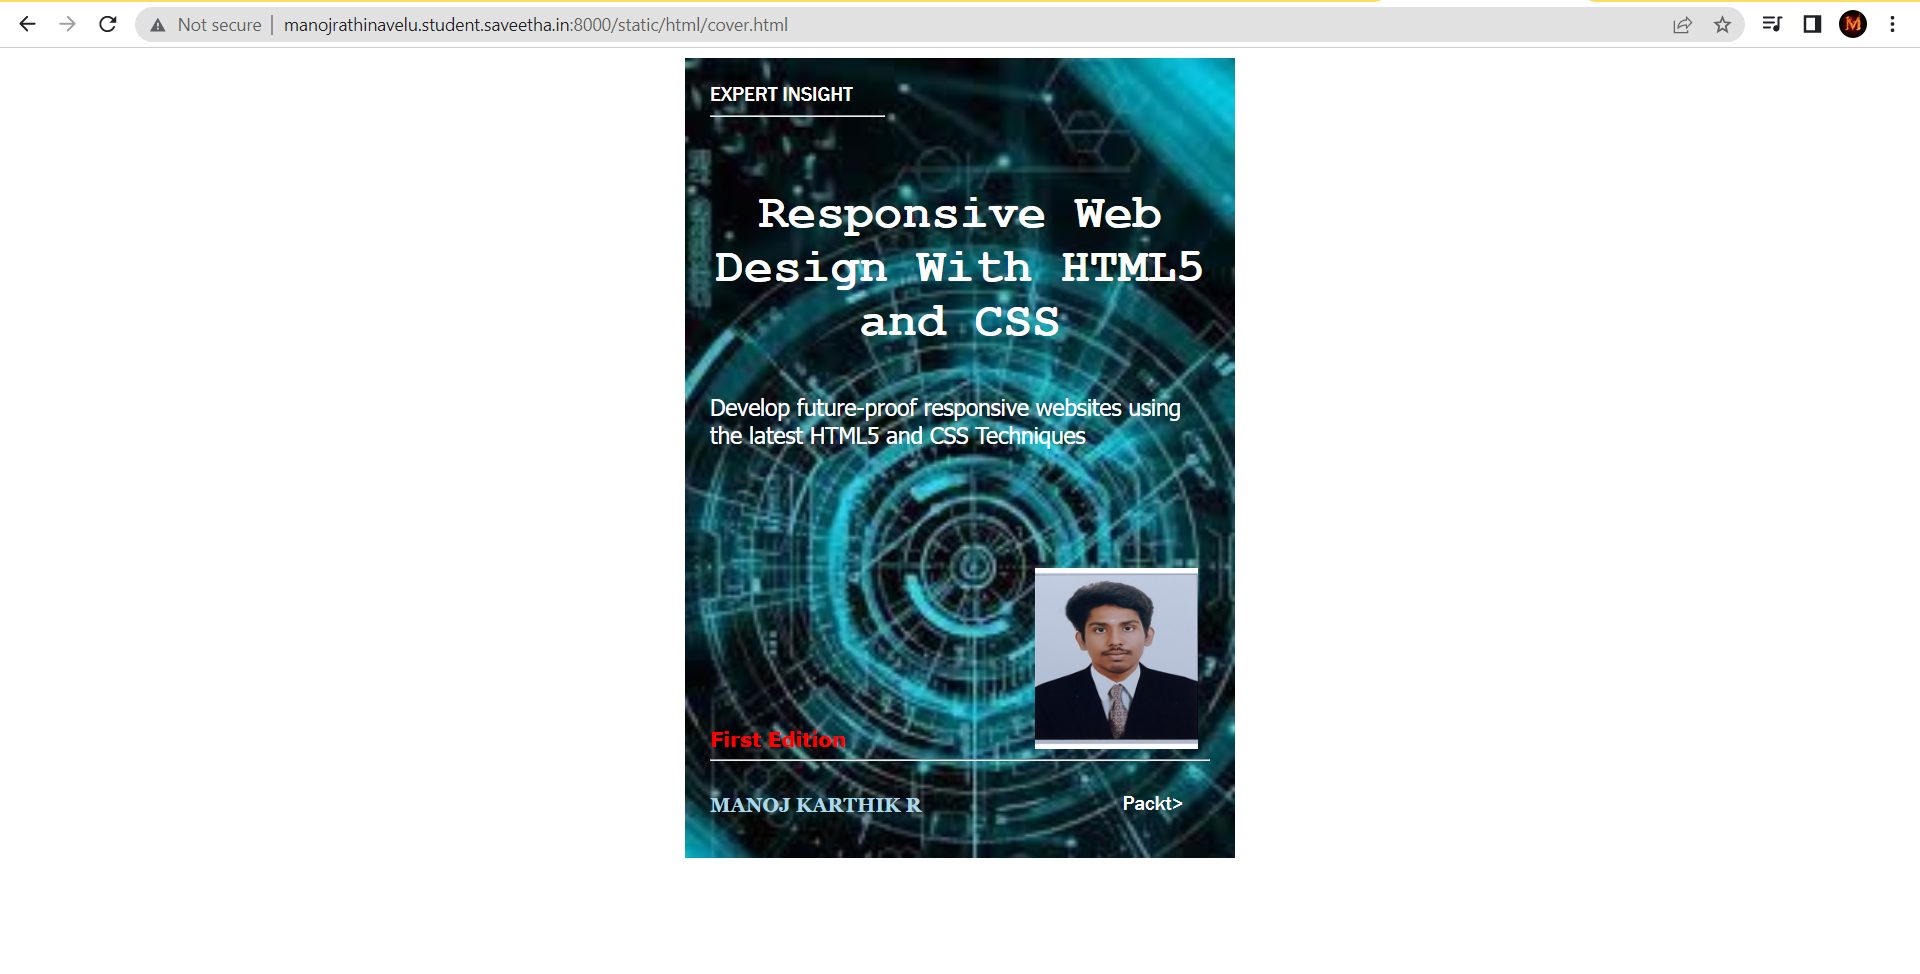 Not secure | manojrathinavelu.student.saveetha.in:8000/static/html/cover.html
M
EXPERT INSIGHT
Responsive Web
Design With HTML5
and CSS
Develop future-proof responsive websites using
the latest HTML5 and CSS Techniques
First Edition
MANOJ KARTHIK R
Packt>